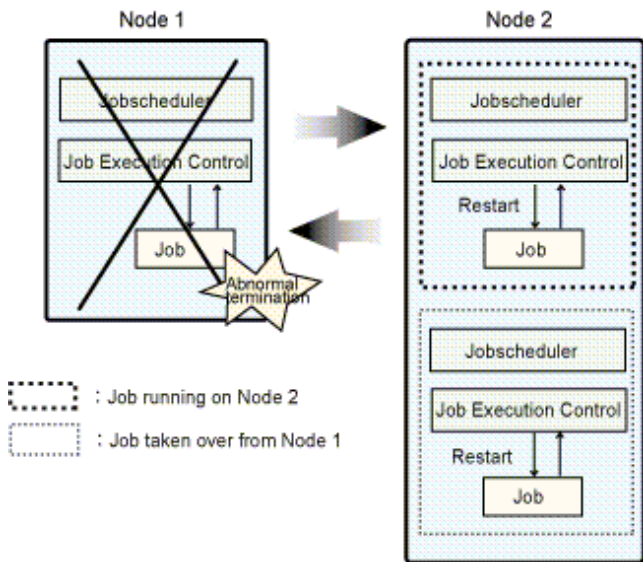 Node 1
Jobscheduler
Job Execution Control
Job
Abnormal
termination
Node 2
Jobscheduler
Job Execution Control
Restart
Job
Jobscheduler
Job Execution Control
Restart
Job
: Job running on Node 2
: Job taken over from Node 1